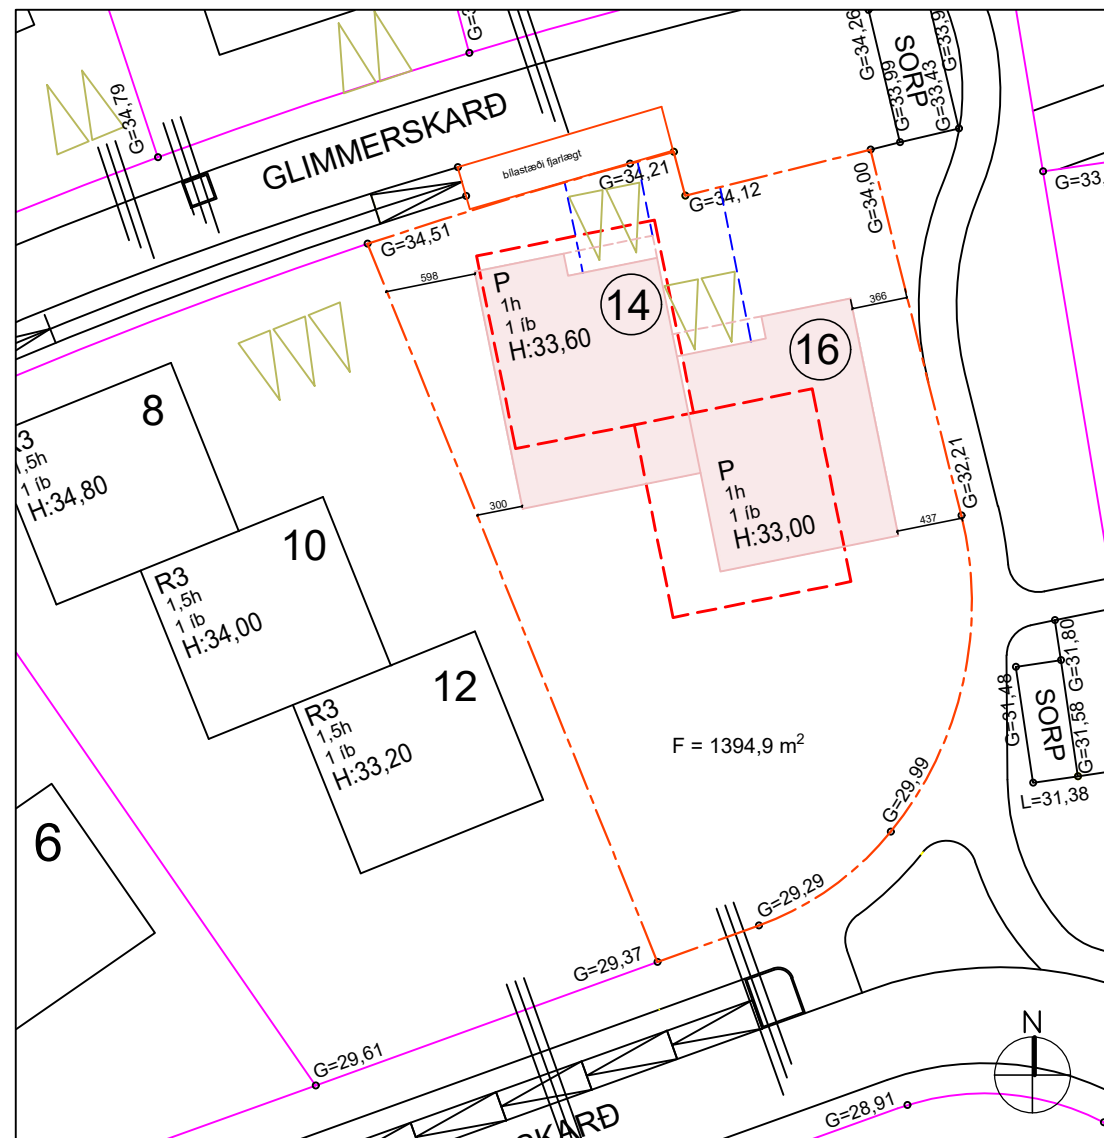 G=34,79
GLIMMERSKARÐ
G=34,26
G=33,99
SORP
G=33,43
bílastæði fjarlægt
G=34,21
G=34,12
G=34,00
G=33,
G=34,51
598
P
1h
1 íb
H:33,60
14
16
366
8
1 íb
H:34,80
10
R3
1,5h
1 íb
H:34,00
12
R3
1,5h
1 íb
H:33,20
300
P
1h
1 íb
H:33,00
437
G=32,21
G=31,80
G=31,48
SORP
G=31,58
L=31,38
F = 1394,9 m²
6
G=29,99
G=29,29
G=29,37
G=29,61
G=28,91
SKARÐ
N